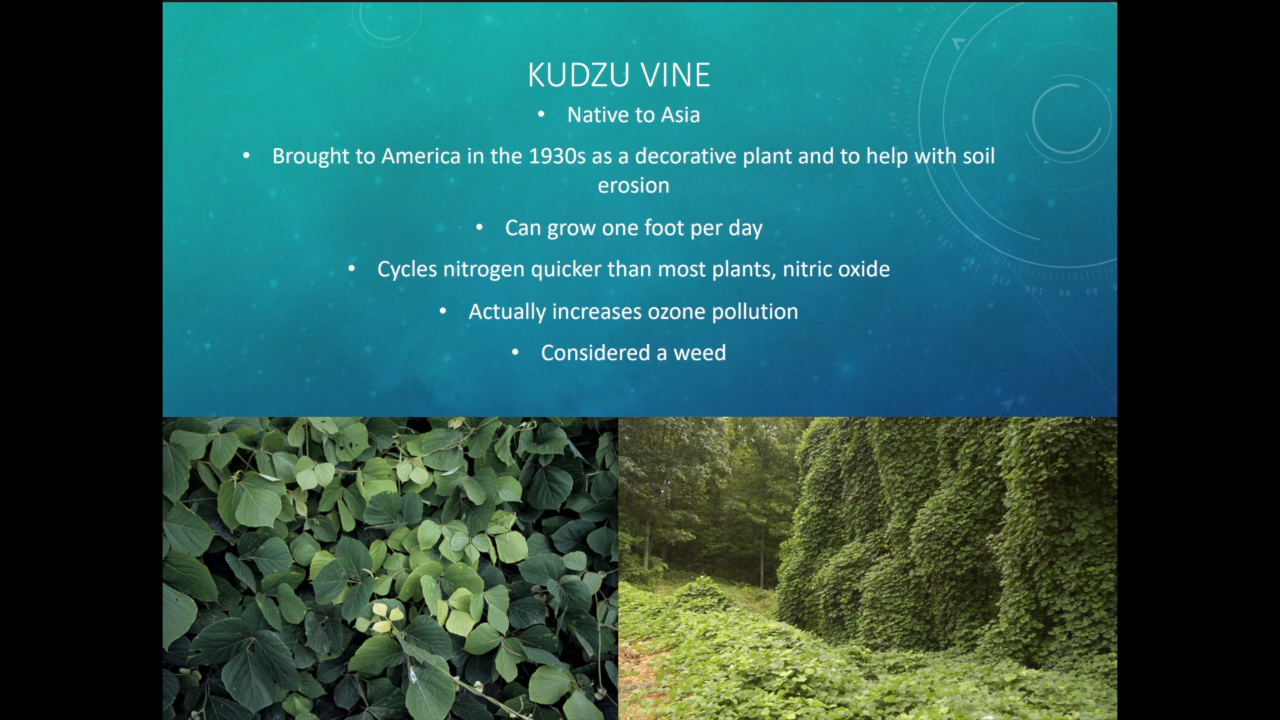 KUDZU VINE
• Native to Asia
• Brought to America in the 1930s as a decorative plant and to help with soil
erosion
• Can grow one foot per day
• Cycles nitrogen quicker than most plants, nitric oxide
• Actually increases ozone pollution
• Considered a weed